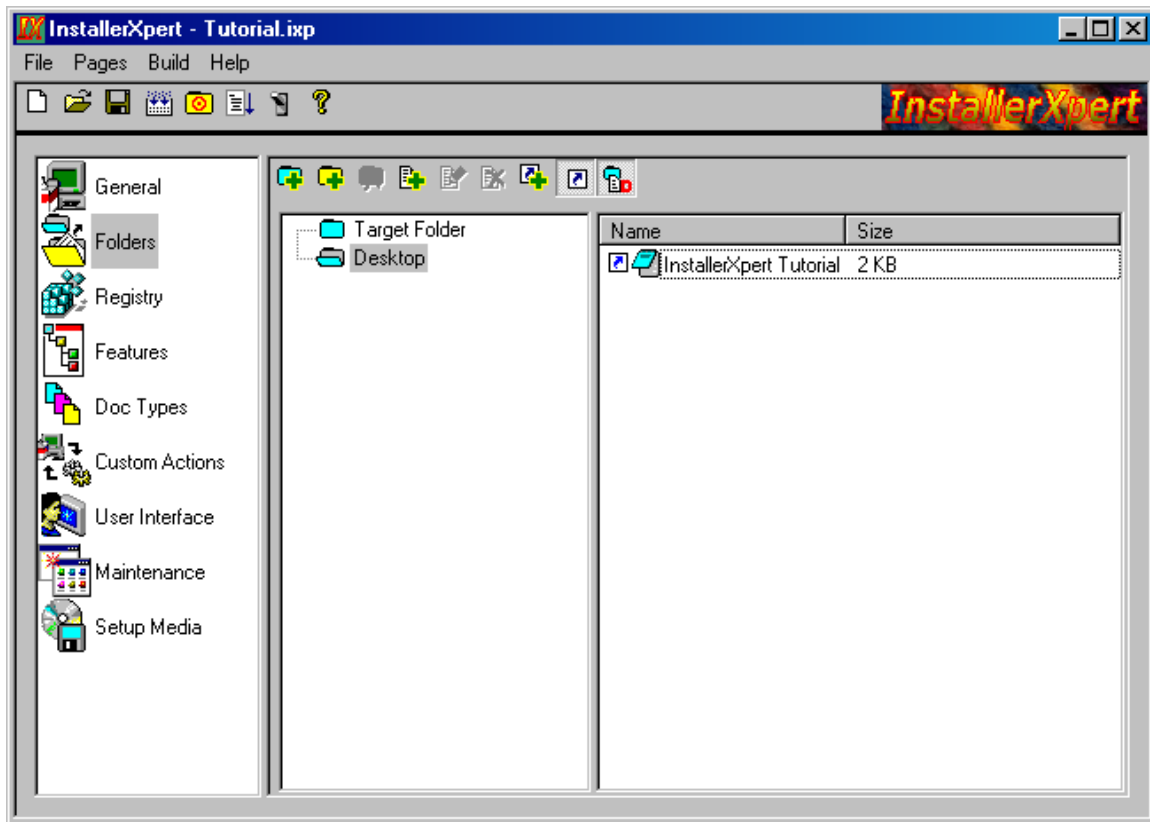 InstallerXpert - Tutorial.ixp
File Pages Build Help
InstallerXpert
General
Folders
Registry
Features
Doc Types
Custom Actions
User Interface
Maintenance
Setup Media
Target Folder
Desktop
Name Size
InstallerXpert Tutorial 2 KB